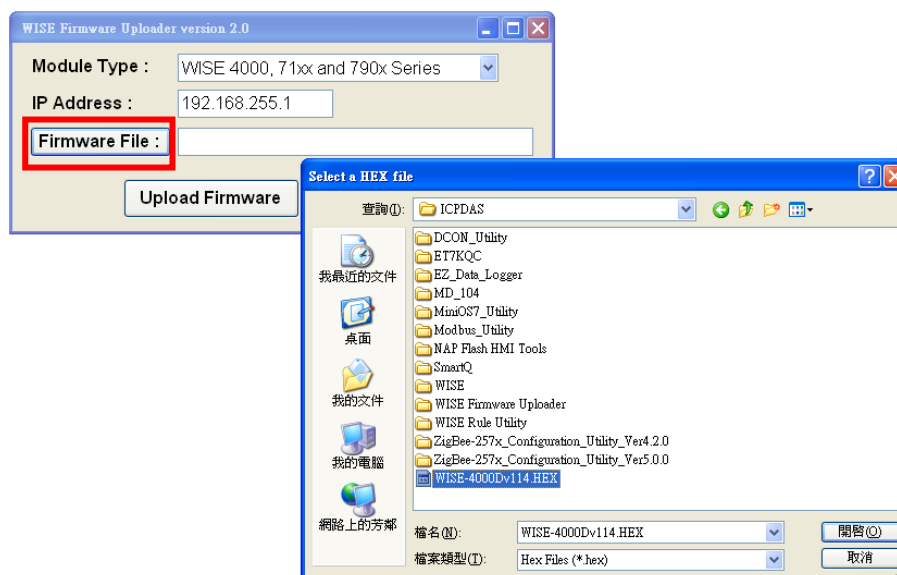 WISE Firmware Uploader version 2.0
Module Type :
WISE 4000, 71xx and 790x Series
IP Address :
192.168.255.1
Firmware File :
Upload Firmware
Select a HEX file
查詢(I):
ICPDAS
我最近的文件
桌面
我的文件
我的電腦
網路上的芳鄰
DCON_Utility
ET7KQC
EZ_Data_Logger
MD_104
MiniOS7_Utility
Modbus_Utility
NAP Flash HMI Tools
SmartQ
WISE
WISE Firmware Uploader
WISE Rule Utility
ZigBee-257x_Configuration_Utility_Ver4.2.0
ZigBee-257x_Configuration_Utility_Ver5.0.0
WISE-4000Dv114.HEX
檔名(N):
WISE-4000Dv114.HEX
開啓(O)
檔案類型(T):
Hex Files (*.hex)
取消